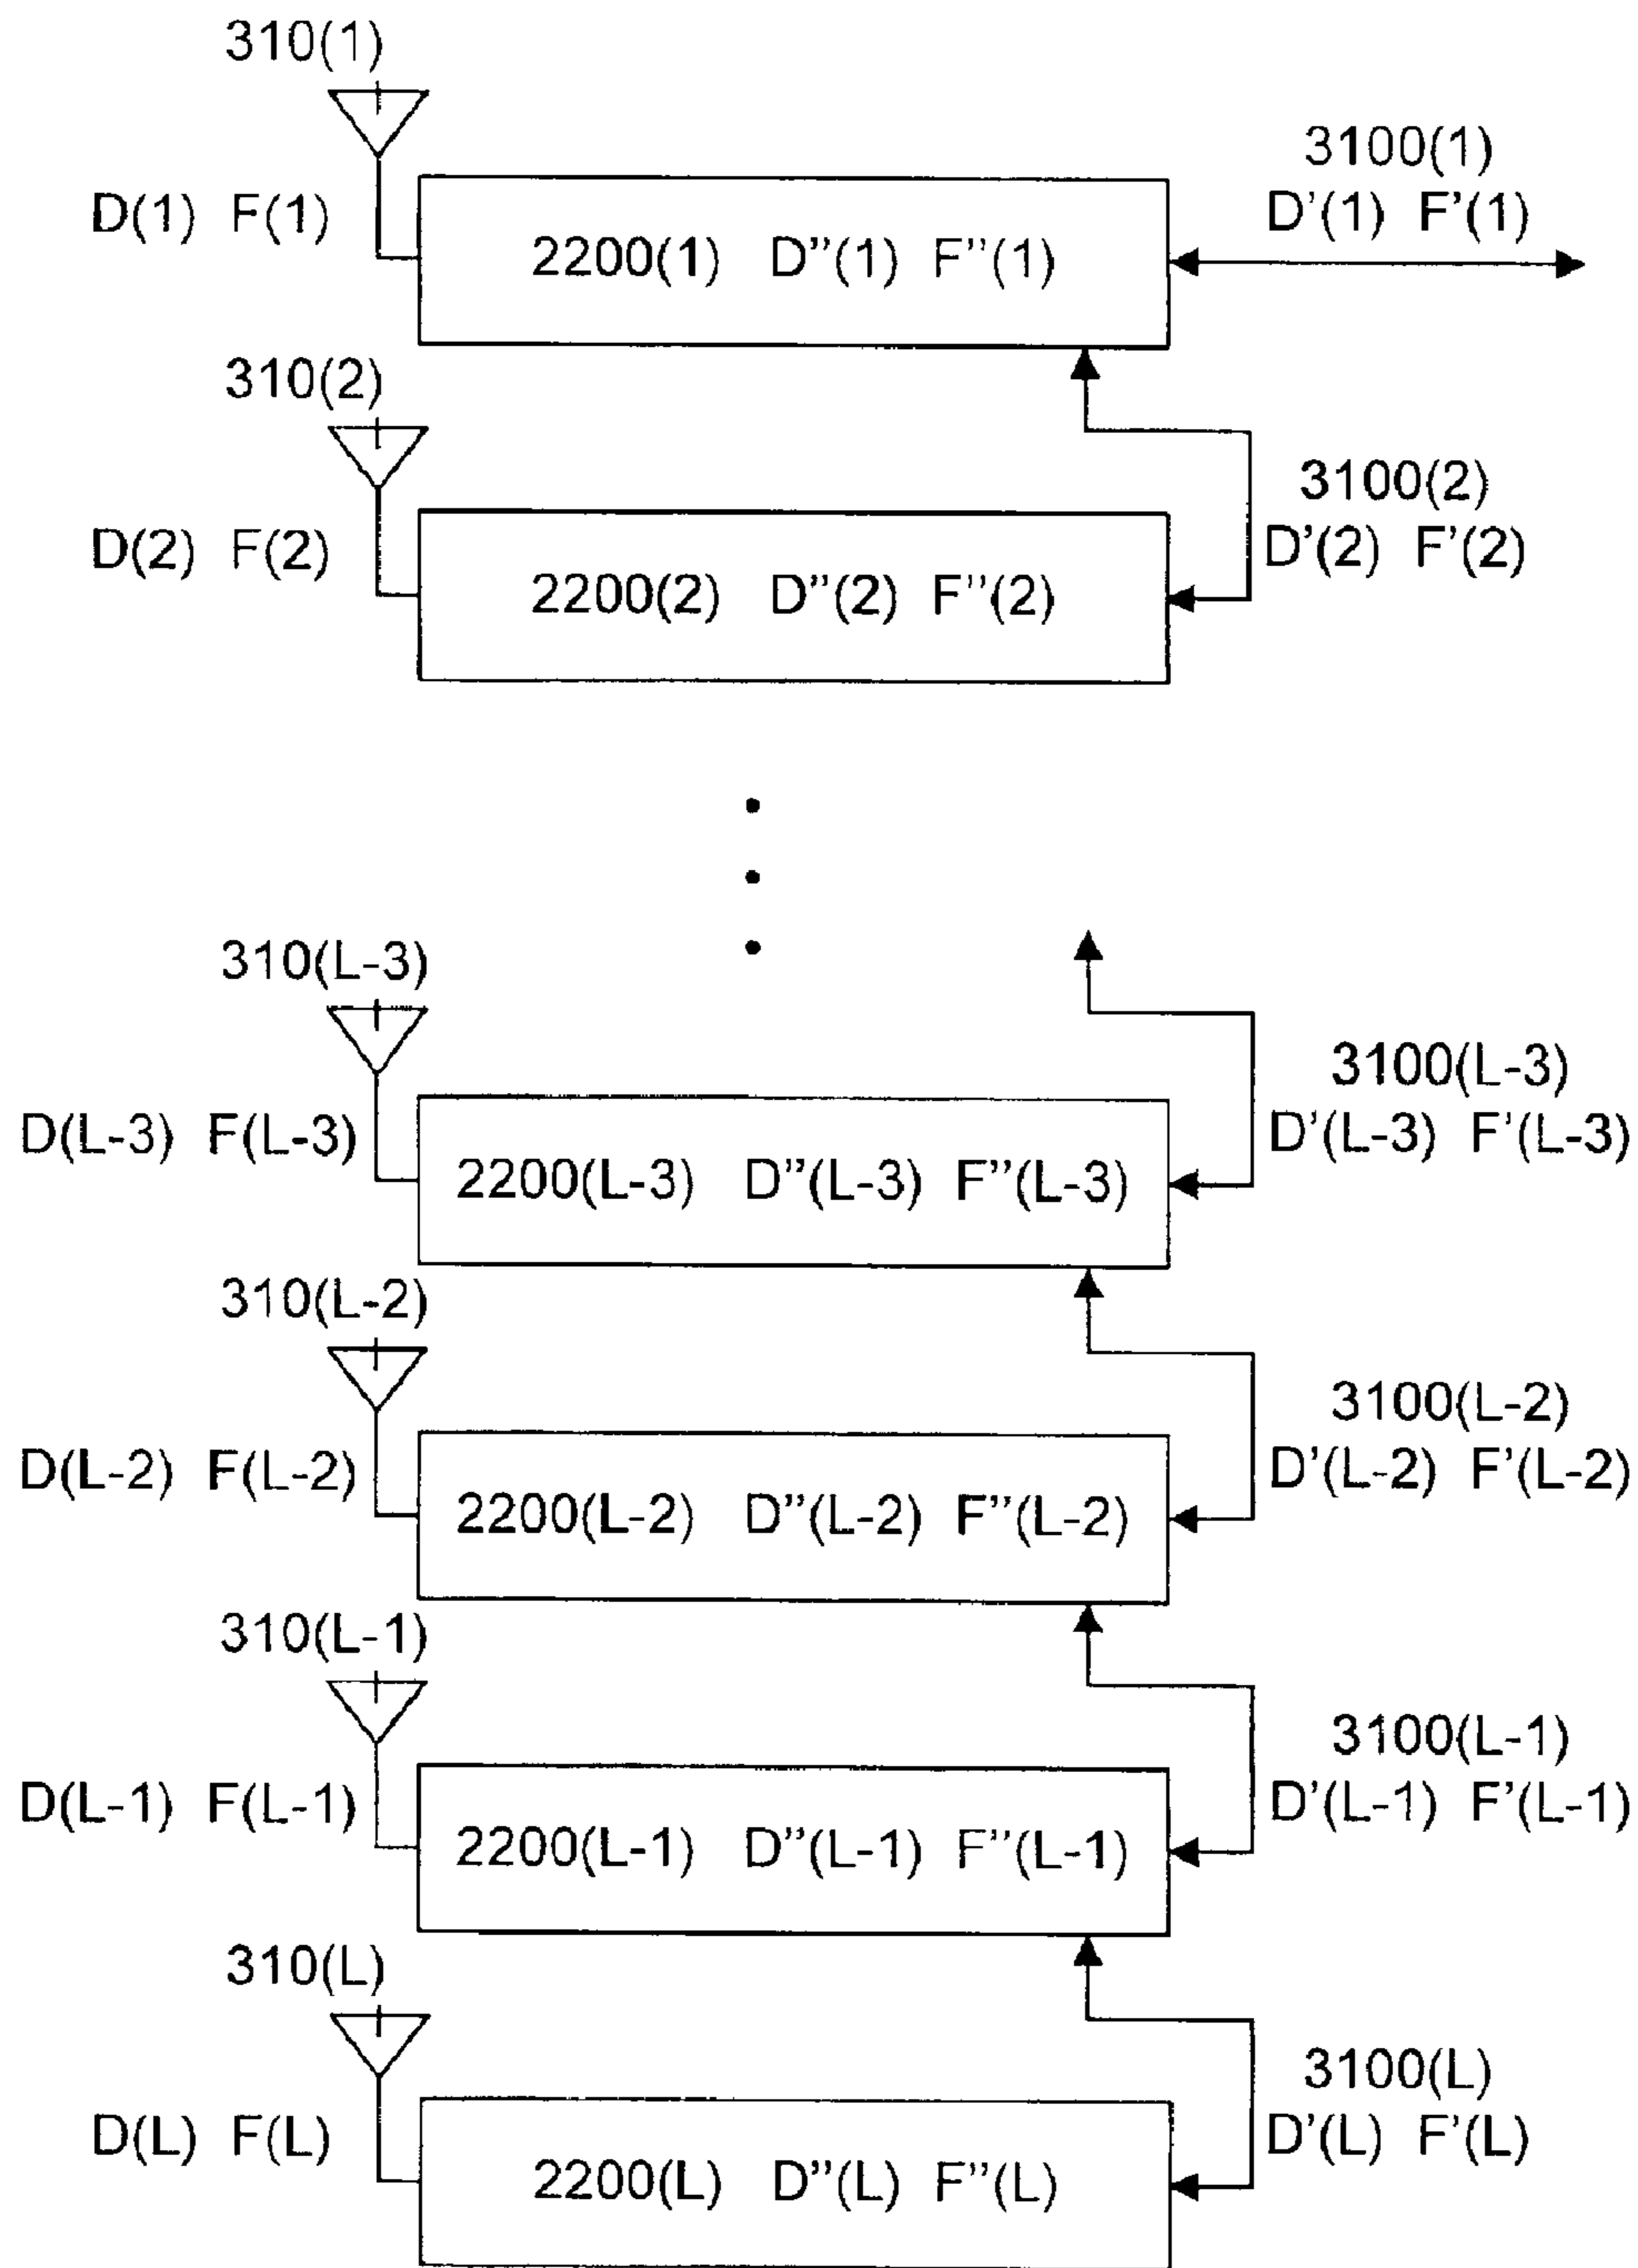 310(1)
3100(1)
D(1) F(1)
D'(1) F'(1)
2200(1) D''(1) F''(1)
310(2)
3100(2)
D(2) F(2)
D'(2) F'(2)
2200(2) D''(2) F''(2)
310(L-3)
3100(L-3)
D(L-3) F(L-3)
D'(L-3) F'(L-3)
2200(L-3) D''(L-3) F''(L-3)
310(L-2)
3100(L-2)
D(L-2) F(L-2)
D'(L-2) F'(L-2)
2200(L-2) D''(L-2) F''(L-2)
310(L-1)
3100(L-1)
D(L-1) F(L-1)
D'(L-1) F'(L-1)
2200(L-1) D''(L-1) F''(L-1)
310(L)
3100(L)
D(L) F(L)
D'(L) F'(L)
2200(L) D''(L) F''(L)